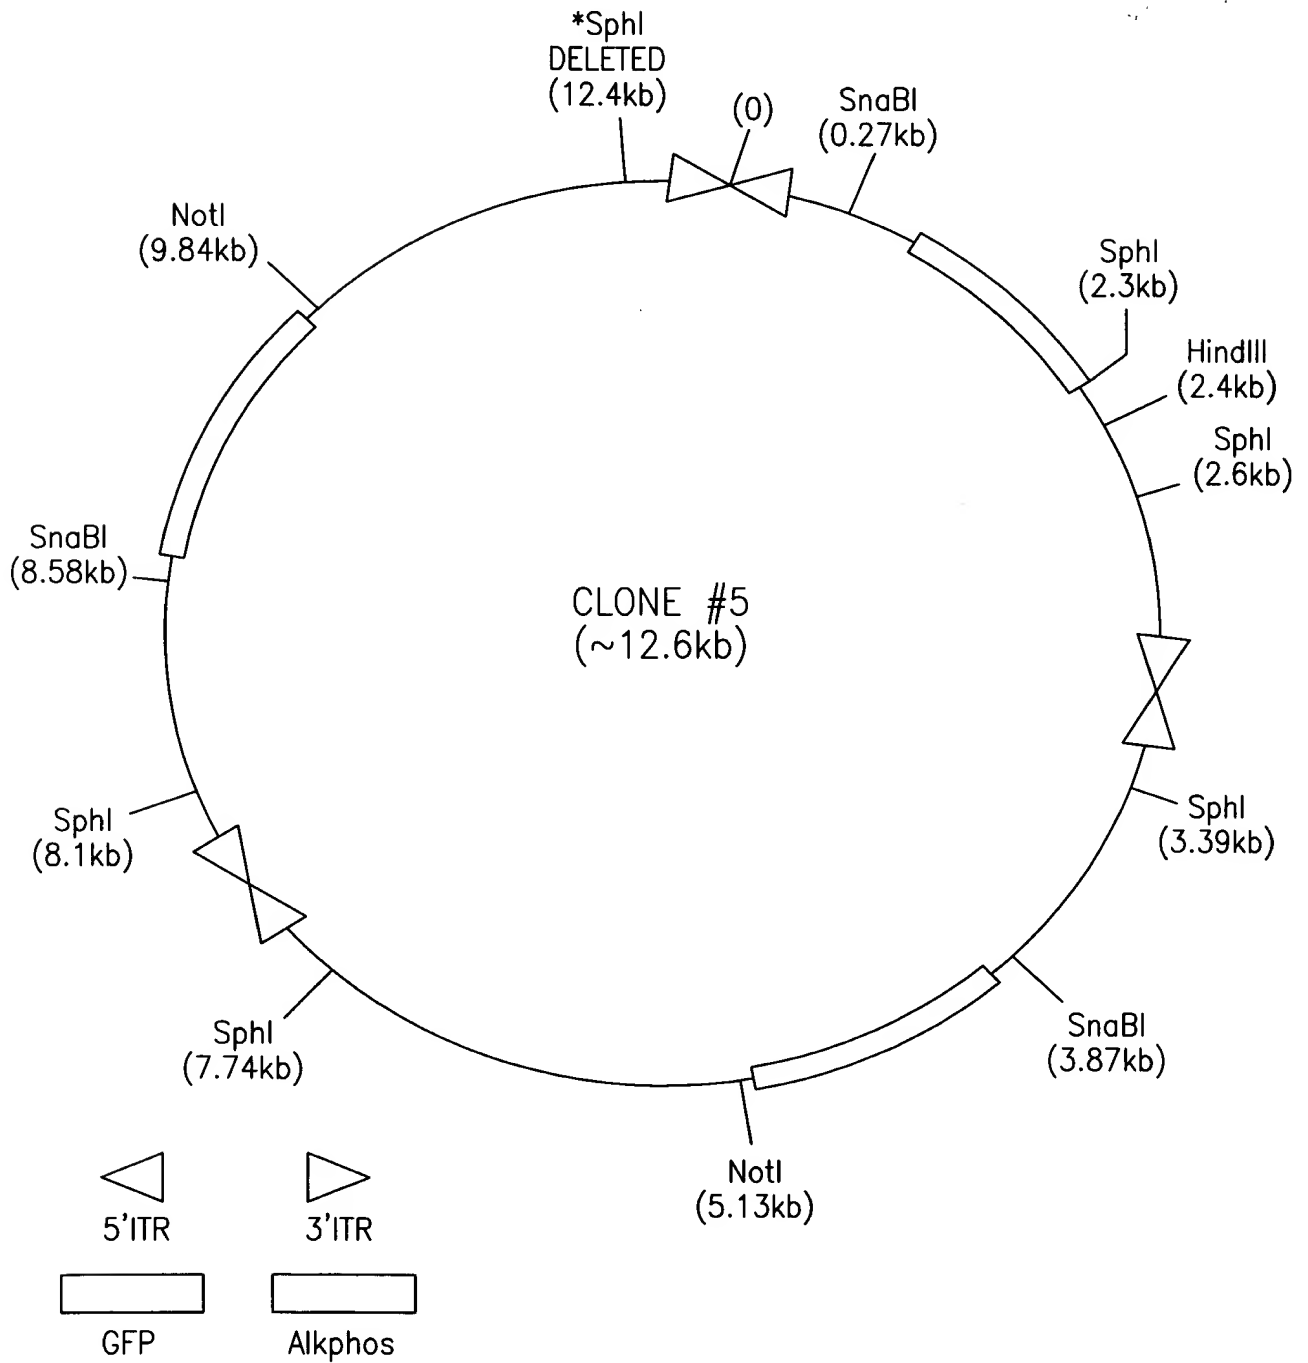 *SphI
DELETED
(12.4kb)
(0)
SnaBI
(0.27kb)
NotI
(9.84kb)
SphI
(2.3kb)
HindIII
(2.4kb)
SphI
(2.6kb)
SnaBI
(8.58kb)
CLONE #5
(~12.6kb)
SphI
(8.1kb)
SphI
(3.39kb)
SphI
(7.74kb)
SnaBI
(3.87kb)
NotI
(5.13kb)
5'ITR
3'ITR
GFP
Alkphos